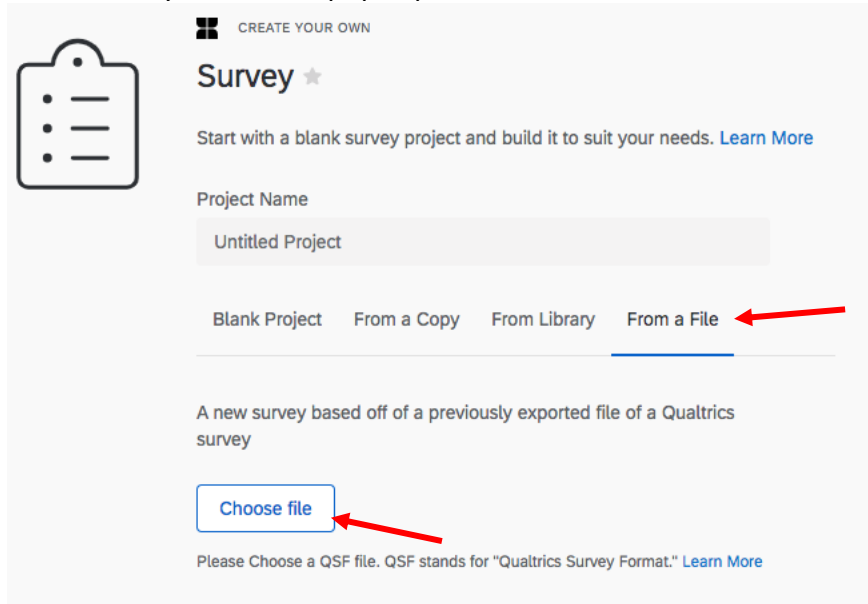 CREATE YOUR OWN
Survey
Start with a blank survey project and build it to suit your needs. Learn More
Project Name
Untitled Project
Blank Project From a Copy From Library From a File
A new survey based off of a previously exported file of a Qualtrics
survey
Choose file
Please Choose a QSF file. QSF stands for "Qualtrics Survey Format." Learn More